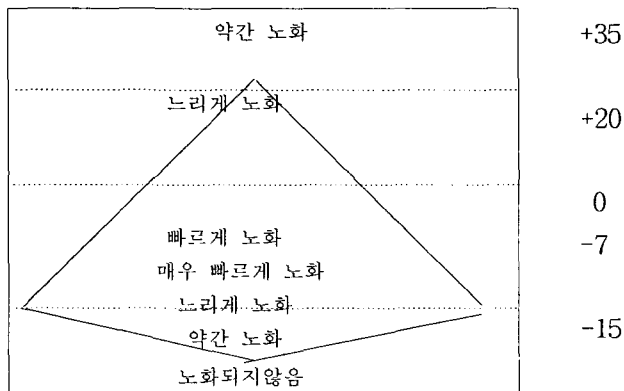 약간 노화 +35
느리게 노화 +20
0
빠르게 노화 -7
매우 빠르게 노화
느리게 노화
약간 노화 -15
노화되지않음